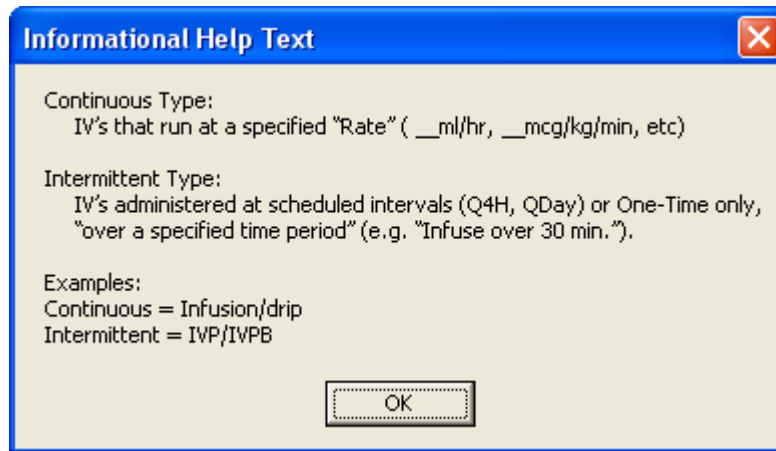 Informational Help Text
Continuous Type:
IV's that run at a specified "Rate" ( __ml/hr, __mcg/kg/min, etc)
Intermittent Type:
IV's administered at scheduled intervals (Q4H, QDay) or One-Time only,
"over a specified time period" (e.g. "Infuse over 30 min.").
Examples:
Continuous = Infusion/drip
Intermittent = IVP/IVPB
OK